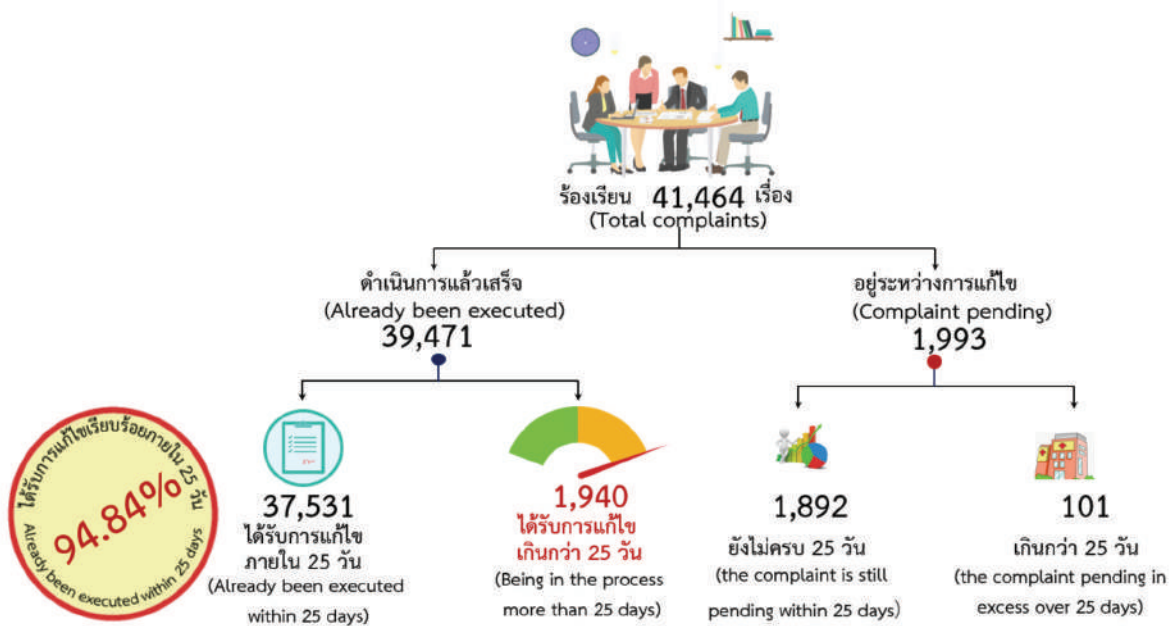 ร้องเรียน 41,464 เรื่อง
(Total complaints)
ดำเนินการแล้วเสร็จ
(Already been executed)
39,471
อยู่ระหว่างการแก้ไข
(Complaint pending)
1,993
ได้รับการแก้ไขเรียบร้อยภายใน 25 วัน
94.84%
Already been executed within 25 days
37,531
ได้รับการแก้ไข
ภายใน 25 วัน
(Already been executed
within 25 days)
1,940
ได้รับการแก้ไข
เกินกว่า 25 วัน
(Being in the process
more than 25 days)
1,892
ยังไม่ครบ 25 วัน
(the complaint is still
pending within 25 days)
101
เกินกว่า 25 วัน
(the complaint pending in
excess over 25 days)